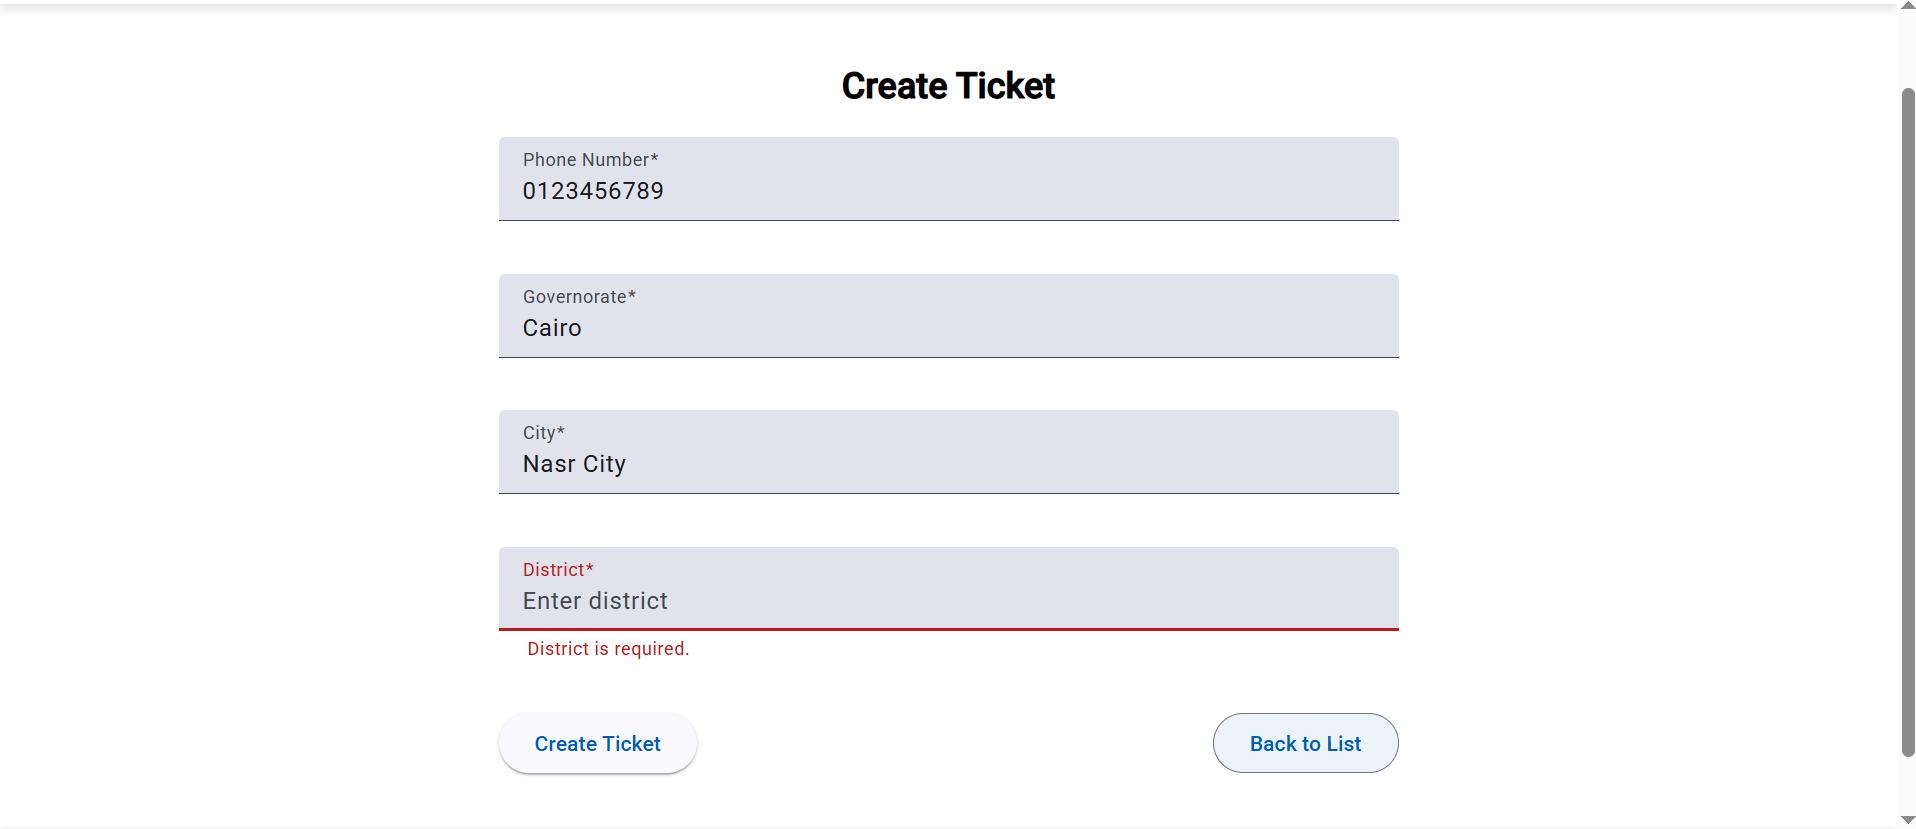 Create Ticket
Phone Number*
0123456789
Governorate*
Cairo
City*
Nasr City
District*
Enter district
District is required.
Create Ticket
Back to List